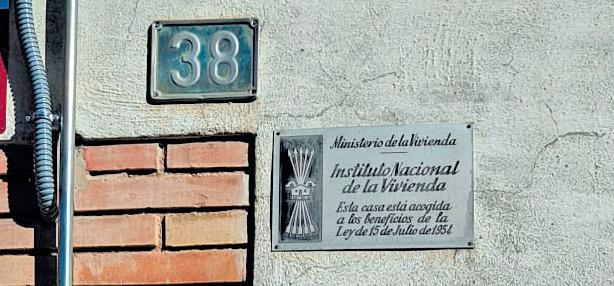 38
Ministerio de la Vivienda
Instituto Nacional
de la Vivienda
Esta casa está acogida
a los beneficios de la
Ley de 15 de Julio de 1954